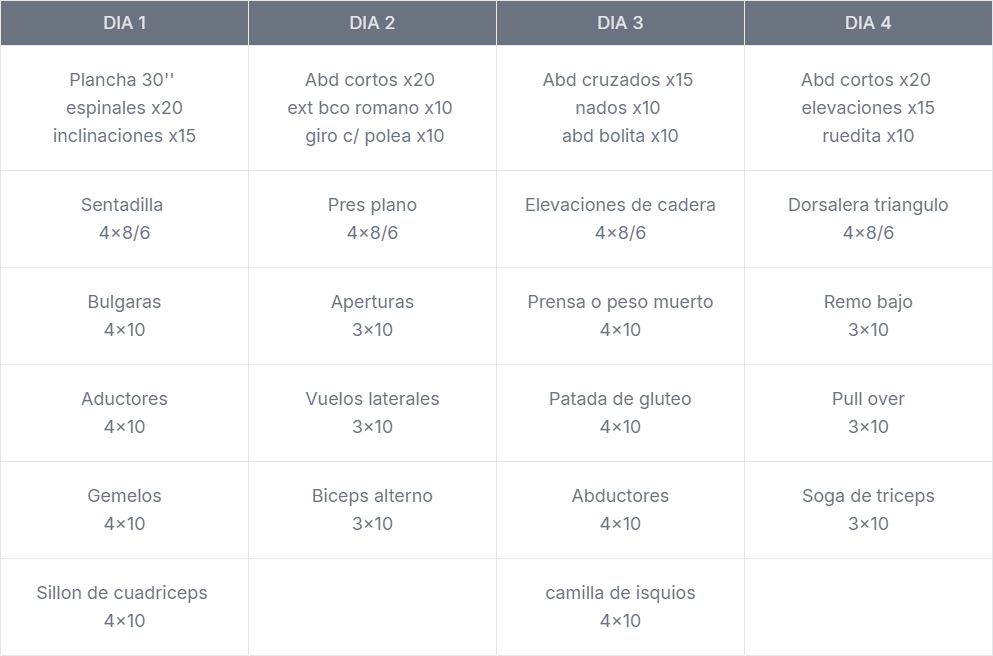 DIA 1 DIA 2 DIA 3 DIA 4
Plancha 30'' Abd cortos x20 Abd cruzados x15 Abd cortos x20
espinales x20 ext bco romano x10 nados x10 elevaciones x15
inclinaciones x15 giro c/ polea x10 abd bolita x10 ruedita x10
Sentadilla Pres plano Elevaciones de cadera Dorsalera triangulo
4×8/6 4×8/6 4×8/6 4×8/6
Bulgaras Aperturas Prensa o peso muerto Remo bajo
4×10 3×10 4×10 3×10
Aductores Vuelos laterales Patada de gluteo Pull over
4×10 3×10 4×10 3×10
Gemelos Biceps alterno Abductores Soga de triceps
4×10 3×10 4×10 3×10
Sillon de cuadriceps camilla de isquios
4×10 4×10